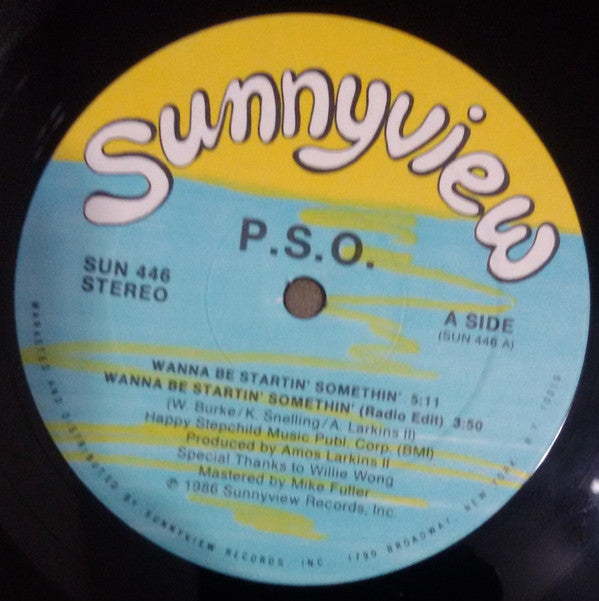 Sunnyview
P.S.O.
SUN 446
STEREO
A SIDE
(SUN 446 A)
WANNA BE STARTIN' SOMETHIN' 5:11
WANNA BE STARTIN' SOMETHIN' (Radio Edit) 3:50
(W. Burke/K. Snelling/A. Larkins II)
Happy Stepchild Music Publ. Corp. (BMI)
Produced by Amos Larkins II
Special Thanks to Willie Wong
Mastered by Mike Fuller
℗ 1986 Sunnyview Records, Inc.
MARKETED AND DISTRIBUTED BY SUNNYVIEW RECORDS, INC. 1790 BROADWAY, NEW YORK, N.Y. 10019